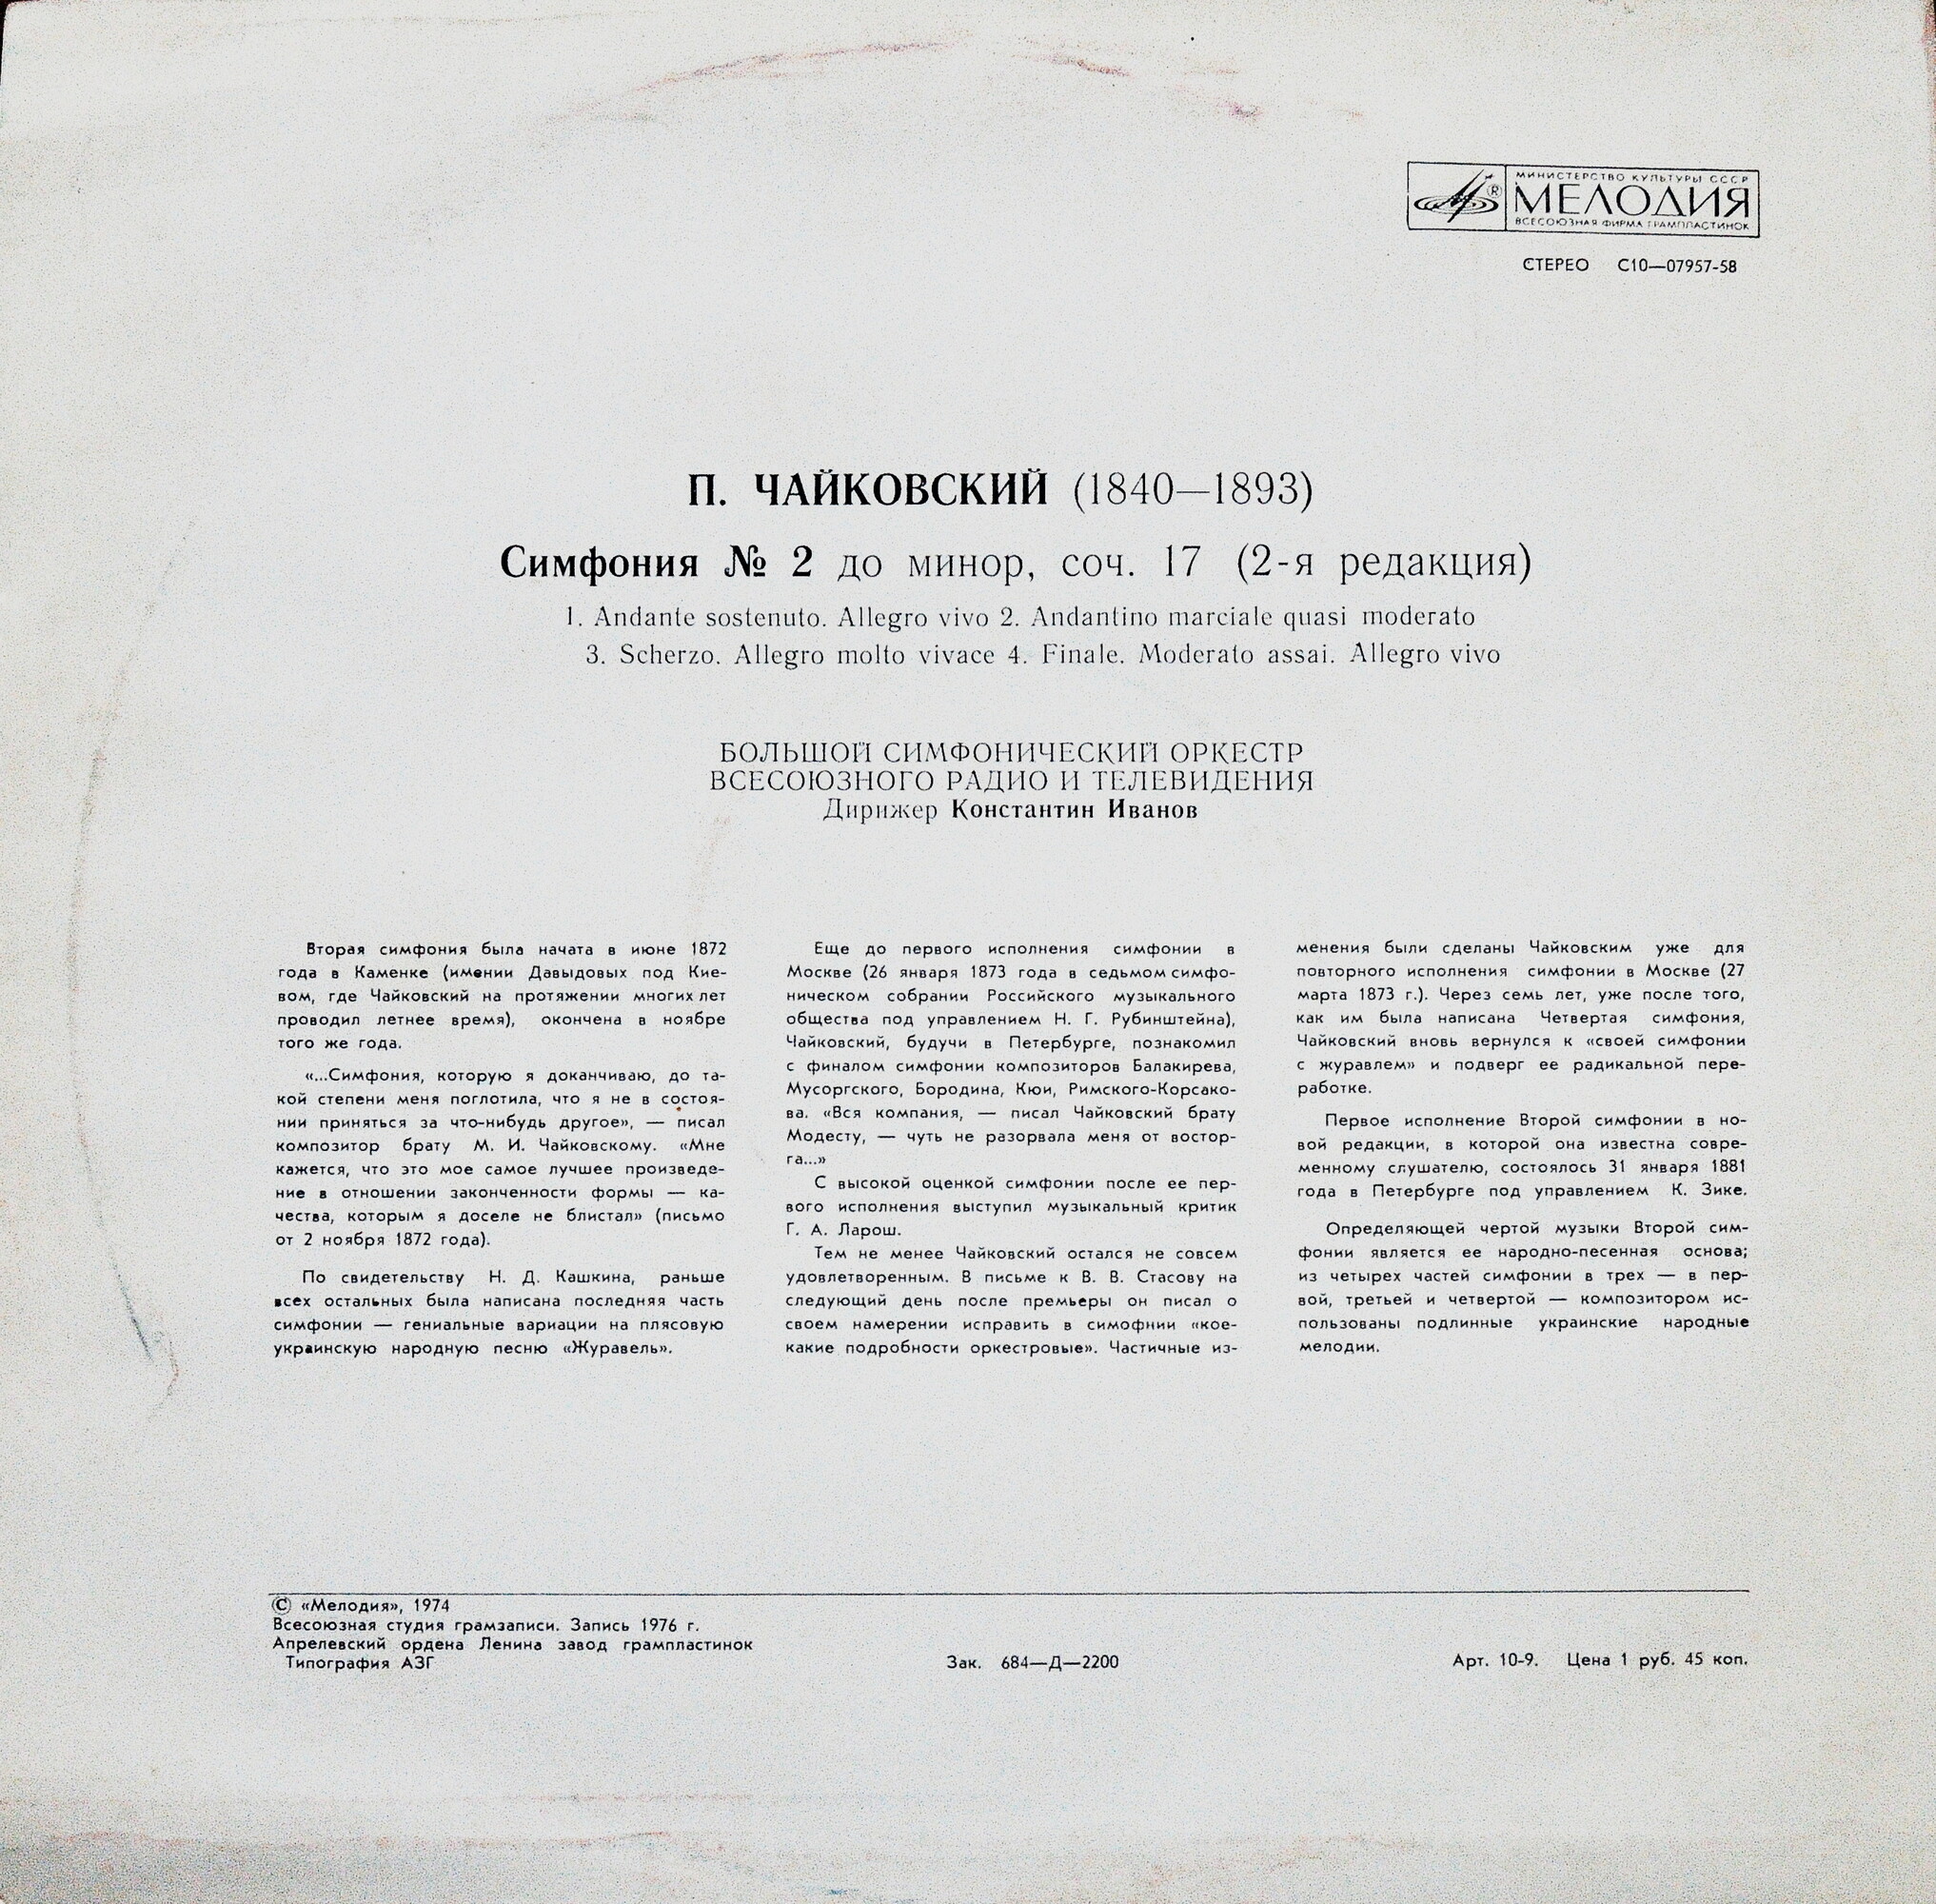 МИНИСТЕРСТВО КУЛЬТУРЫ СССР
МЕЛОДИЯ
ВСЕСОЮЗНАЯ ФИРМА ГРАМПЛАСТИНОК
®
СТЕРЕО С10—07957-58
П. ЧАЙКОВСКИЙ (1840—1893)
Симфония № 2 до минор, соч. 17 (2-я редакция)
1. Andante sostenuto. Allegro vivo 2. Andantino marciale quasi moderato
3. Scherzo. Allegro molto vivace 4. Finale. Moderato assai. Allegro vivo
БОЛЬШОЙ СИМФОНИЧЕСКИЙ ОРКЕСТР
ВСЕСОЮЗНОГО РАДИО И ТЕЛЕВИДЕНИЯ
Дирижер Константин Иванов
Вторая симфония была начата в июне 1872
года в Каменке (имении Давыдовых под Кие-
вом, где Чайковский на протяжении многих лет
проводил летнее время), окончена в ноябре
того же года.
«...Симфония, которую я доканчиваю, до та-
кой степени меня поглотила, что я не в состоя-
нии приняться за что-нибудь другое», — писал
композитор брату М. И. Чайковскому. «Мне
кажется, что это мое самое лучшее произведе-
ние в отношении законченности формы — ка-
чества, которым я доселе не блистал» (письмо
от 2 ноября 1872 года).
По свидетельству Н. Д. Кашкина, раньше
всех остальных была написана последняя часть
симфонии — гениальные вариации на плясовую
украинскую народную песню «Журавель».
Еще до первого исполнения симфонии в
Москве (26 января 1873 года в седьмом симфо-
ническом собрании Российского музыкального
общества под управлением Н. Г. Рубинштейна),
Чайковский, будучи в Петербурге, познакомил
с финалом симфонии композиторов Балакирева,
Мусоргского, Бородина, Кюи, Римского-Корсако-
ва. «Вся компания, — писал Чайковский брату
Модесту, — чуть не разорвала меня от востор-
га...»
С высокой оценкой симфонии после ее пер-
вого исполнения выступил музыкальный критик
Г. А. Ларош.
Тем не менее Чайковский остался не совсем
удовлетворенным. В письме к В. В. Стасову на
следующий день после премьеры он писал о
своем намерении исправить в симофнии «кое-
какие подробности оркестровые». Частичные из-
менения были сделаны Чайковским уже для
повторного исполнения симфонии в Москве (27
марта 1873 г.). Через семь лет, уже после того,
как им была написана Четвертая симфония,
Чайковский вновь вернулся к «своей симфонии
с журавлем» и подверг ее радикальной пере-
работке.
Первое исполнение Второй симфонии в но-
вой редакции, в которой она известна совре-
менному слушателю, состоялось 31 января 1881
года в Петербурге под управлением К. Зике.
Определяющей чертой музыки Второй сим-
фонии является ее народно-песенная основа;
из четырех частей симфонии в трех — в пер-
вой, третьей и четвертой — композитором ис-
пользованы подлинные украинские народные
мелодии.
© «Мелодия», 1974
Всесоюзная студия грамзаписи. Запись 1976 г.
Апрелевский ордена Ленина завод грампластинок
Типография АЗГ
Зак. 684—Д—2200
Арт. 10-9. Цена 1 руб. 45 коп.